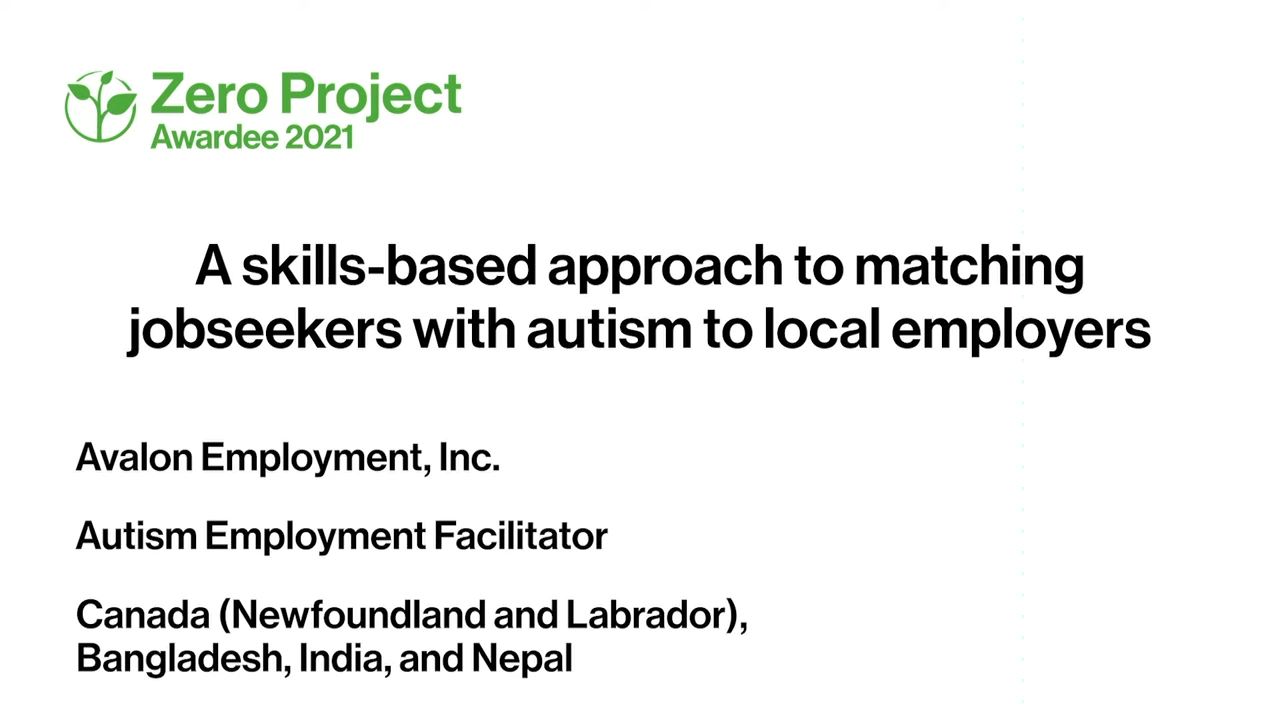 Zero Project
Awardee 2021
A skills-based approach to matching
jobseekers with autism to local employers
Avalon Employment, Inc.
Autism Employment Facilitator
Canada (Newfoundland and Labrador),
Bangladesh, India, and Nepal